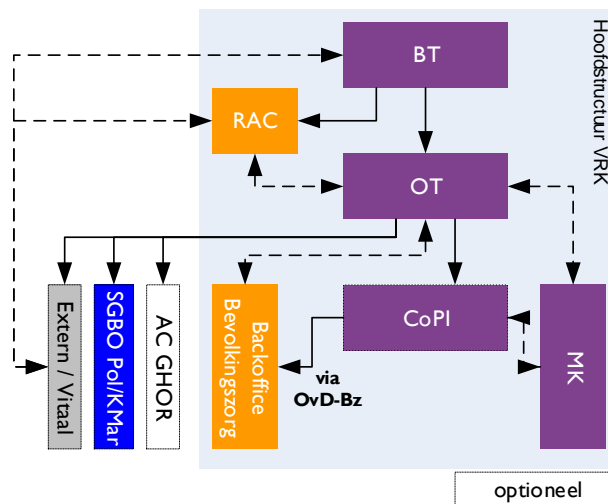 BT
Hoofdstructuur VRK
RAC
OT
Extern / Vitaal
SGBO Pol/KMar
AC GHOR
Backoffice
Bevolkingszorg
CoPI
MK
via
OvD-Bz
optioneel